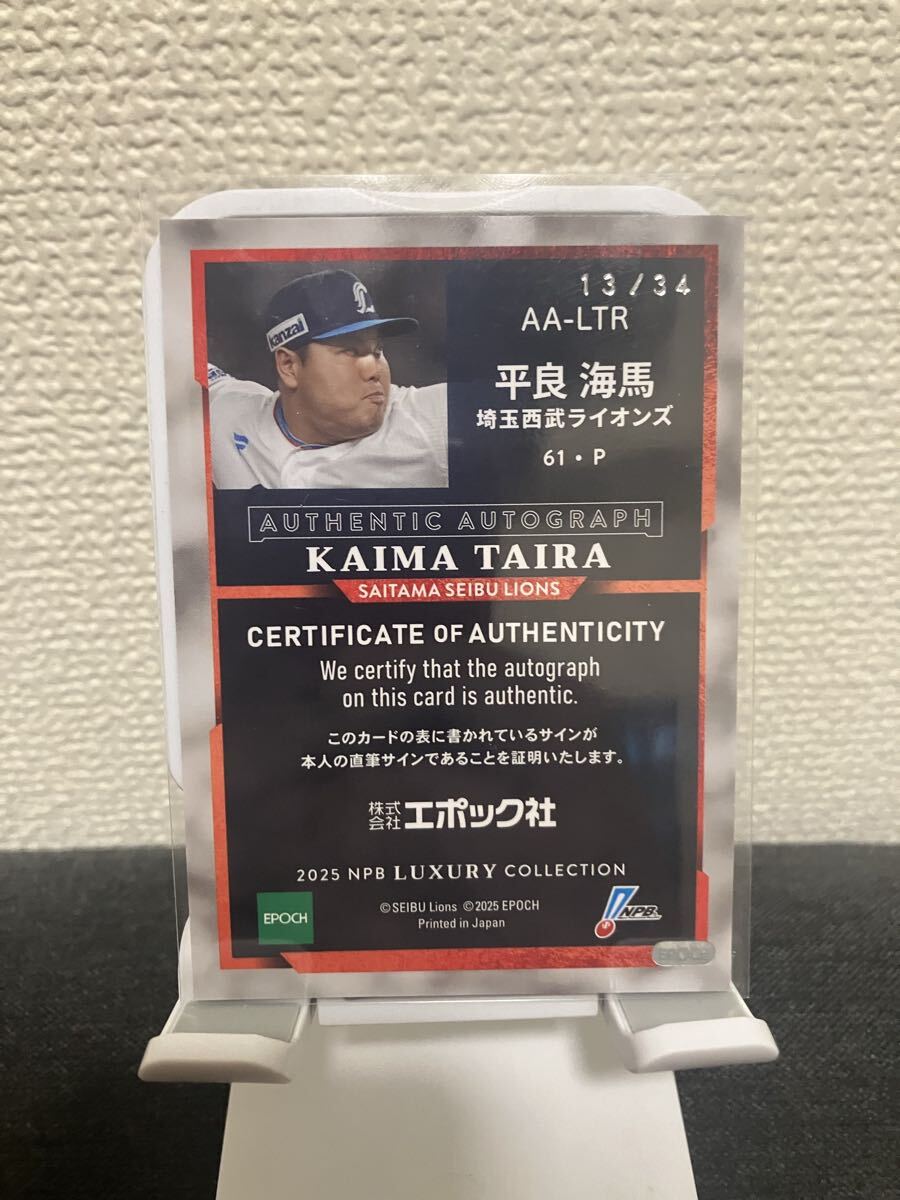 kanzai
13/34
AA-LTR
平良 海馬
埼玉西武ライオンズ
61・P
AUTHENTIC AUTOGRAPH
KAIMA TAIRA
SAITAMA SEIBU LIONS
CERTIFICATE OF AUTHENTICITY
We certify that the autograph
on this card is authentic.
このカードの表に書かれているサインが
本人の直筆サインであることを証明いたします。
株式会社エポック社
2025 NPB LUXURY COLLECTION
EPOCH
©SEIBU Lions ©2025 EPOCH
Printed in Japan
NPB